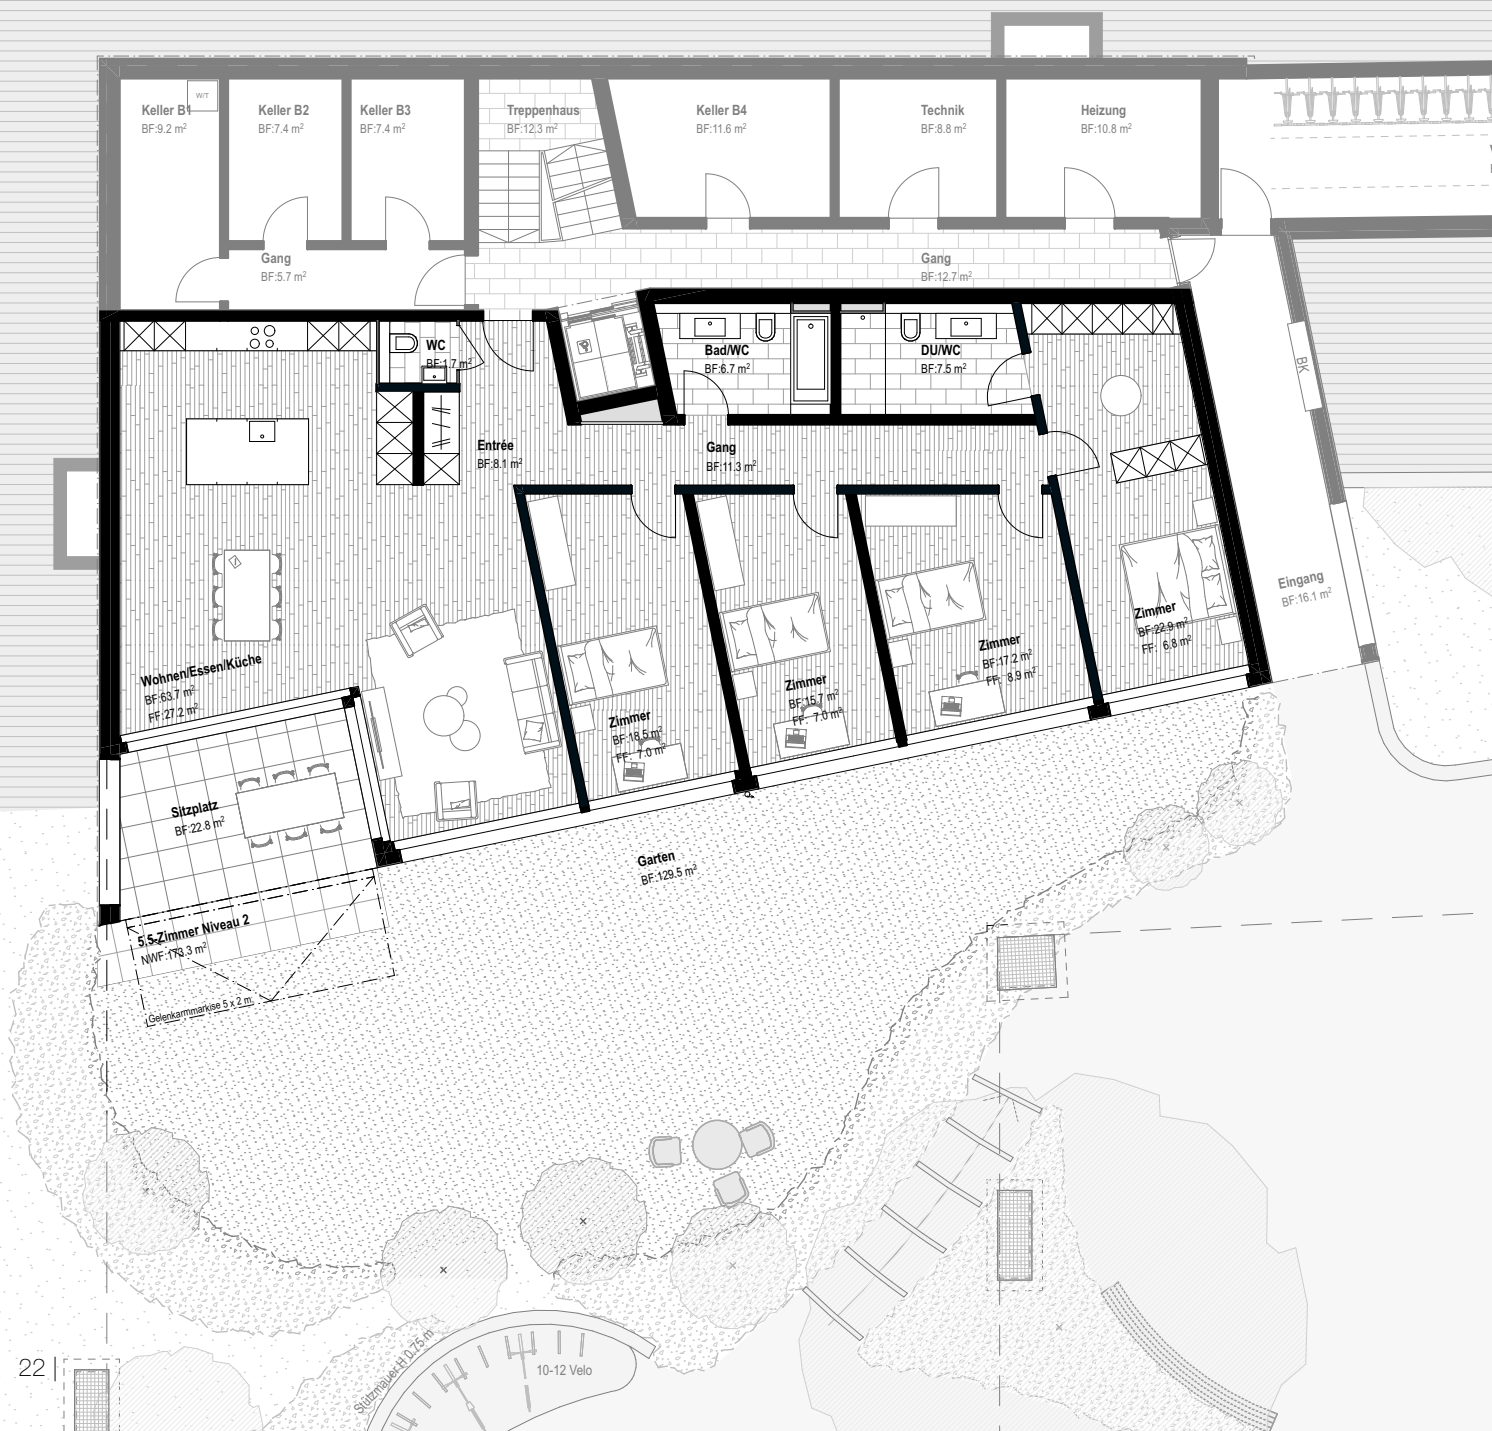 Keller B1
BF:9.2 m²
W/T
Keller B2
BF:7.4 m²
Keller B3
BF:7.4 m²
Treppenhaus
BF:12.3 m²
Keller B4
BF:11.6 m²
Technik
BF:8.8 m²
Heizung
BF:10.8 m²
Gang
BF:5.7 m²
Gang
BF:12.7 m²
WC
BF:1.7 m²
Bad/WC
BF:6.7 m²
DU/WC
BF:7.5 m²
BK
Entrée
BF:8.1 m²
Gang
BF:11.3 m²
Eingang
BF:16.1 m²
Zimmer
BF:22.9 m²
FF: 6.8 m²
Zimmer
BF:17.2 m²
FF: 8.9 m²
Zimmer
BF:15.7 m²
FF: 7.0 m²
Zimmer
BF:18.5 m²
FF: 7.0 m²
Wohnen/Essen/Küche
BF:63.7 m²
FF:27.2 m²
Sitzplatz
BF:22.8 m²
Garten
BF:129.5 m²
5.5-Zimmer Niveau 2
NWF:173.3 m²
Gelenkarmmarkise 5 x 2 m
Stützmauer H 0.75 m
10-12 Velo
22